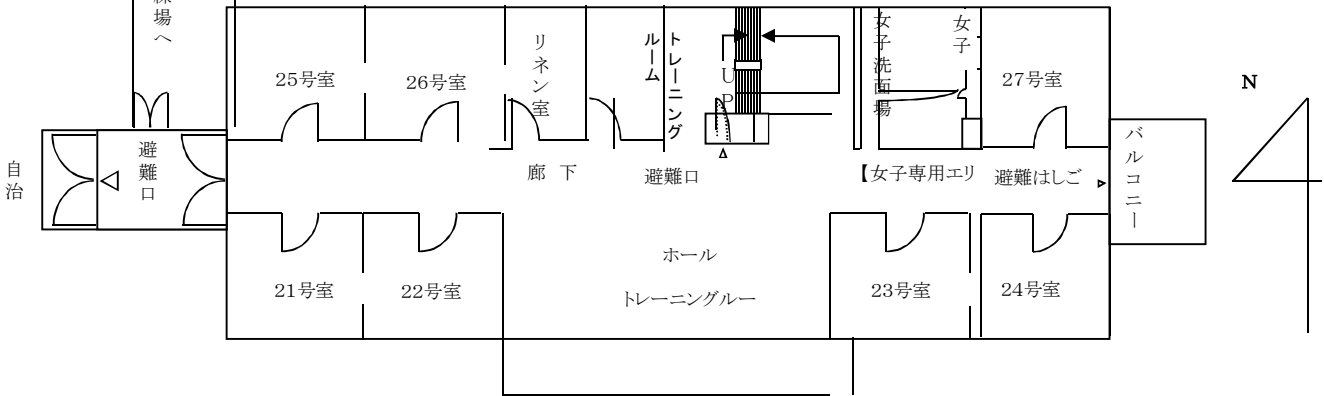 練場へ
25号室
26号室
リネン室
トレーニング
ルーム
UP
女子洗面場
女子
27号室
N
自治
避難口
廊 下
避難口
【女子専用エリ
避難はしご
バルコニー
ホール
トレーニングルー
21号室
22号室
23号室
24号室